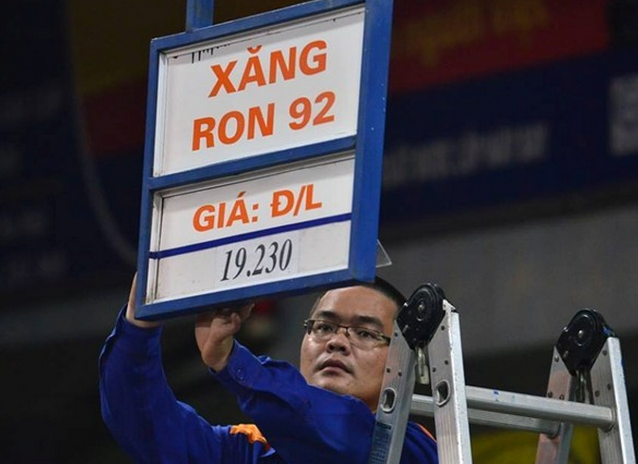 XĂNG
RON 92
GIÁ: Đ/L
19.230